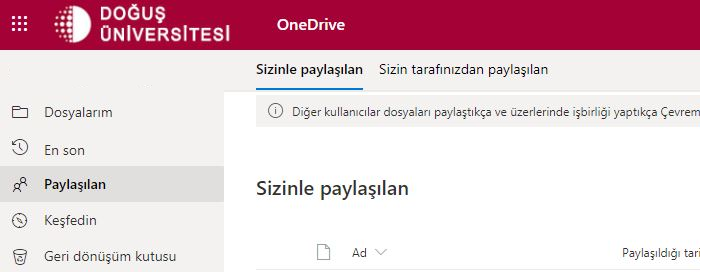 DOĞUŞ
ÜNİVERSİTESİ
OneDrive
Sizinle paylaşılan Sizin tarafınızdan paylaşılan
Dosyalarım
En son
Paylaşılan
Keşfedin
Geri dönüşüm kutusu
Diğer kullanıcılar dosyaları paylaştıkça ve üzerlerinde işbirliği yaptıkça Çevrem
Sizinle paylaşılan
Ad
Paylaşıldığı tari